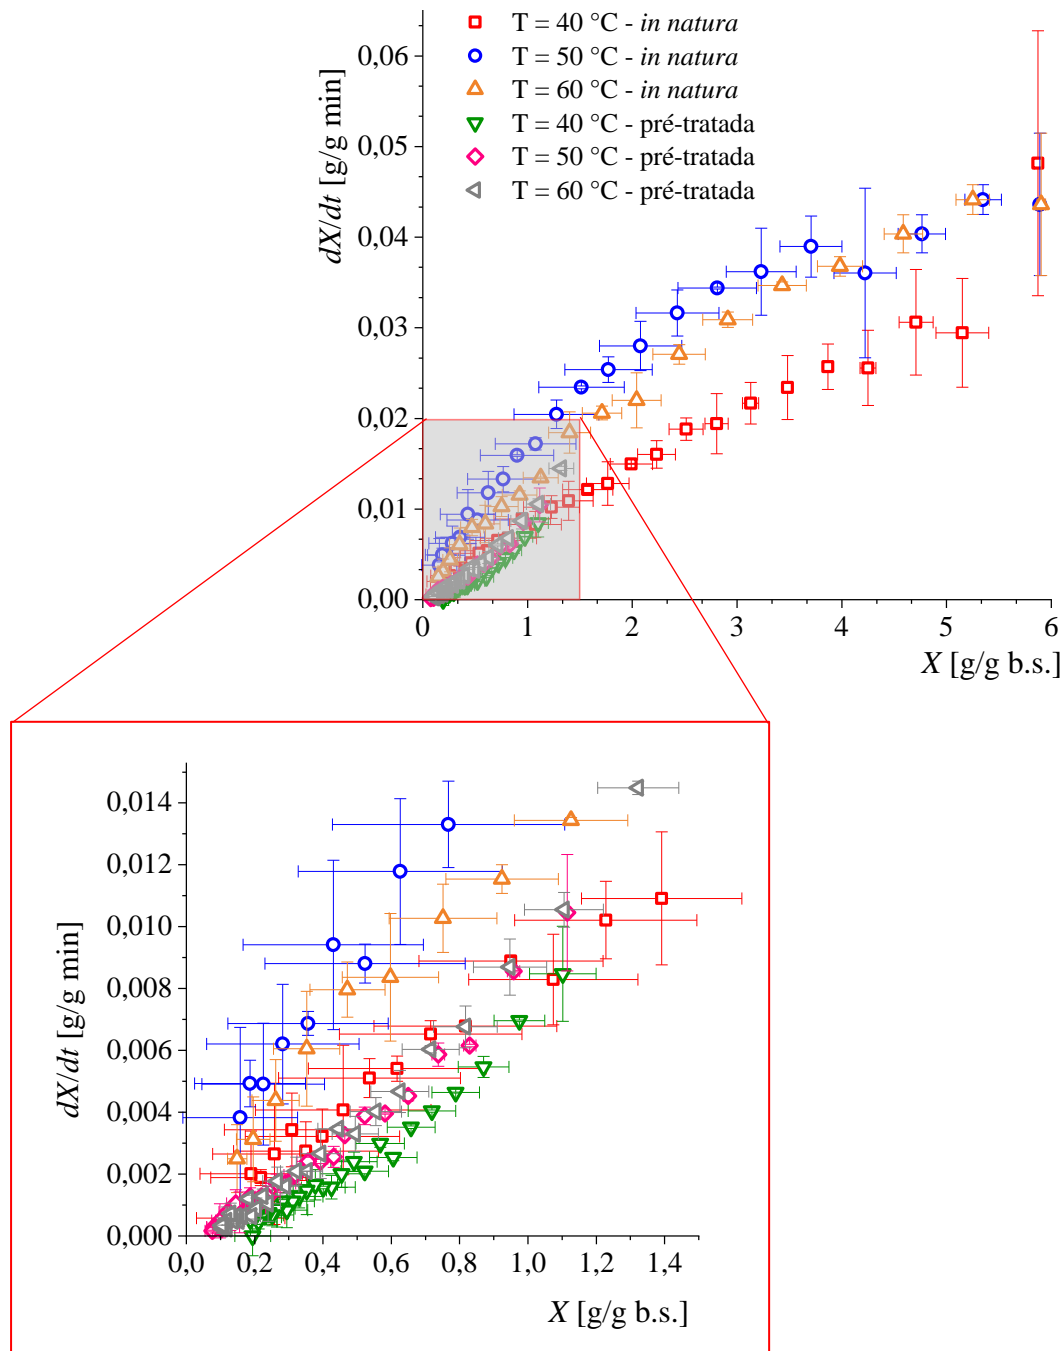 T = 40 °C - in natura
T = 50 °C - in natura
T = 60 °C - in natura
T = 40 °C - pré-tratada
T = 50 °C - pré-tratada
T = 60 °C - pré-tratada
dX/dt [g/g min]
0,06
0,05
0,04
0,03
0,02
0,01
0,00
0 1 2 3 4 5 6
X [g/g b.s.]
dX/dt [g/g min]
0,014
0,012
0,010
0,008
0,006
0,004
0,002
0,000
0,0 0,2 0,4 0,6 0,8 1,0 1,2 1,4
X [g/g b.s.]